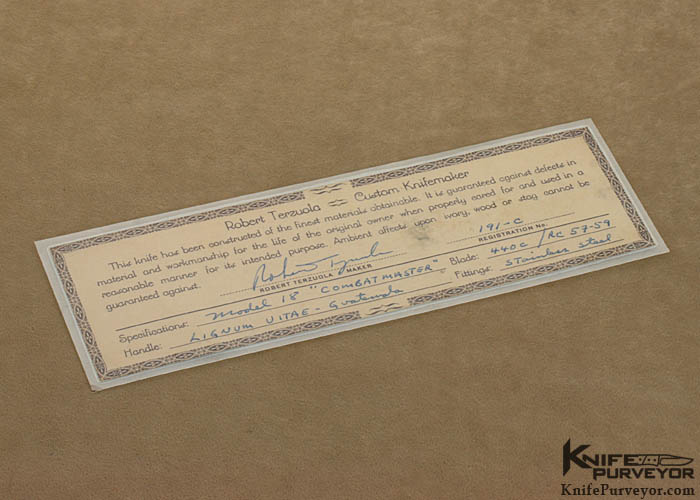 Robert Terzuola Custom Knifemaker
This knife has been constructed of the finest materials obtainable. It is guaranteed against defects in
material and workmanship for the life of the original owner when properly cared for and used in a
reasonable manner for its intended purpose. Ambient affects upon ivory, wood or stag cannot be
guaranteed against.
Robert Terzuola 191-C
ROBERT TERZUOLA MAKER REGISTRATION No.
Specifications: Model 18 "COMBATMASTER" Blade: 440C / RC 57-59
Handle: LIGNUM VITAE - Guatemala Fittings: Stainless Steel
KNIFE
PURVEYOR
KnifePurveyor.com